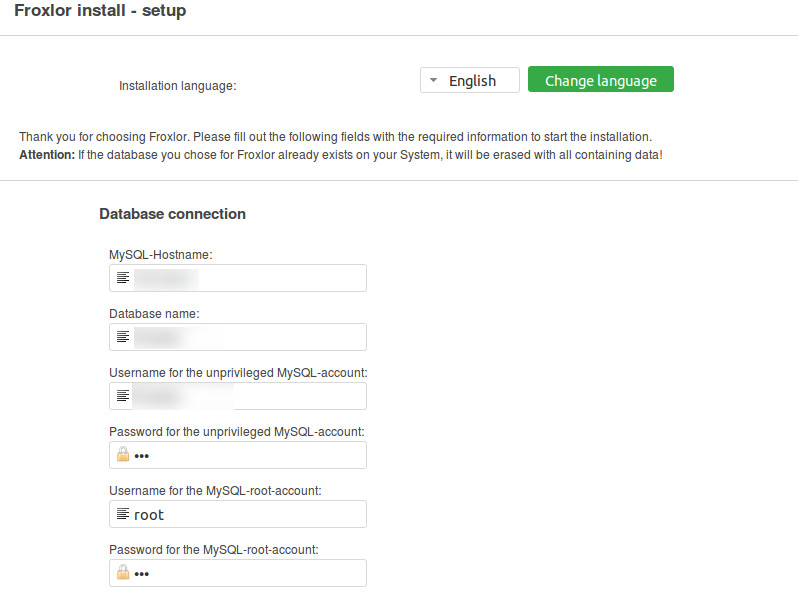 Froxlor install - setup
Installation language:
English
Change language
Thank you for choosing Froxlor. Please fill out the following fields with the required information to start the installation.
Attention: If the database you chose for Froxlor already exists on your System, it will be erased with all containing data!
Database connection
MySQL-Hostname:
Database name:
Username for the unprivileged MySQL-account:
Password for the unprivileged MySQL-account:
•••
Username for the MySQL-root-account:
root
Password for the MySQL-root-account:
•••